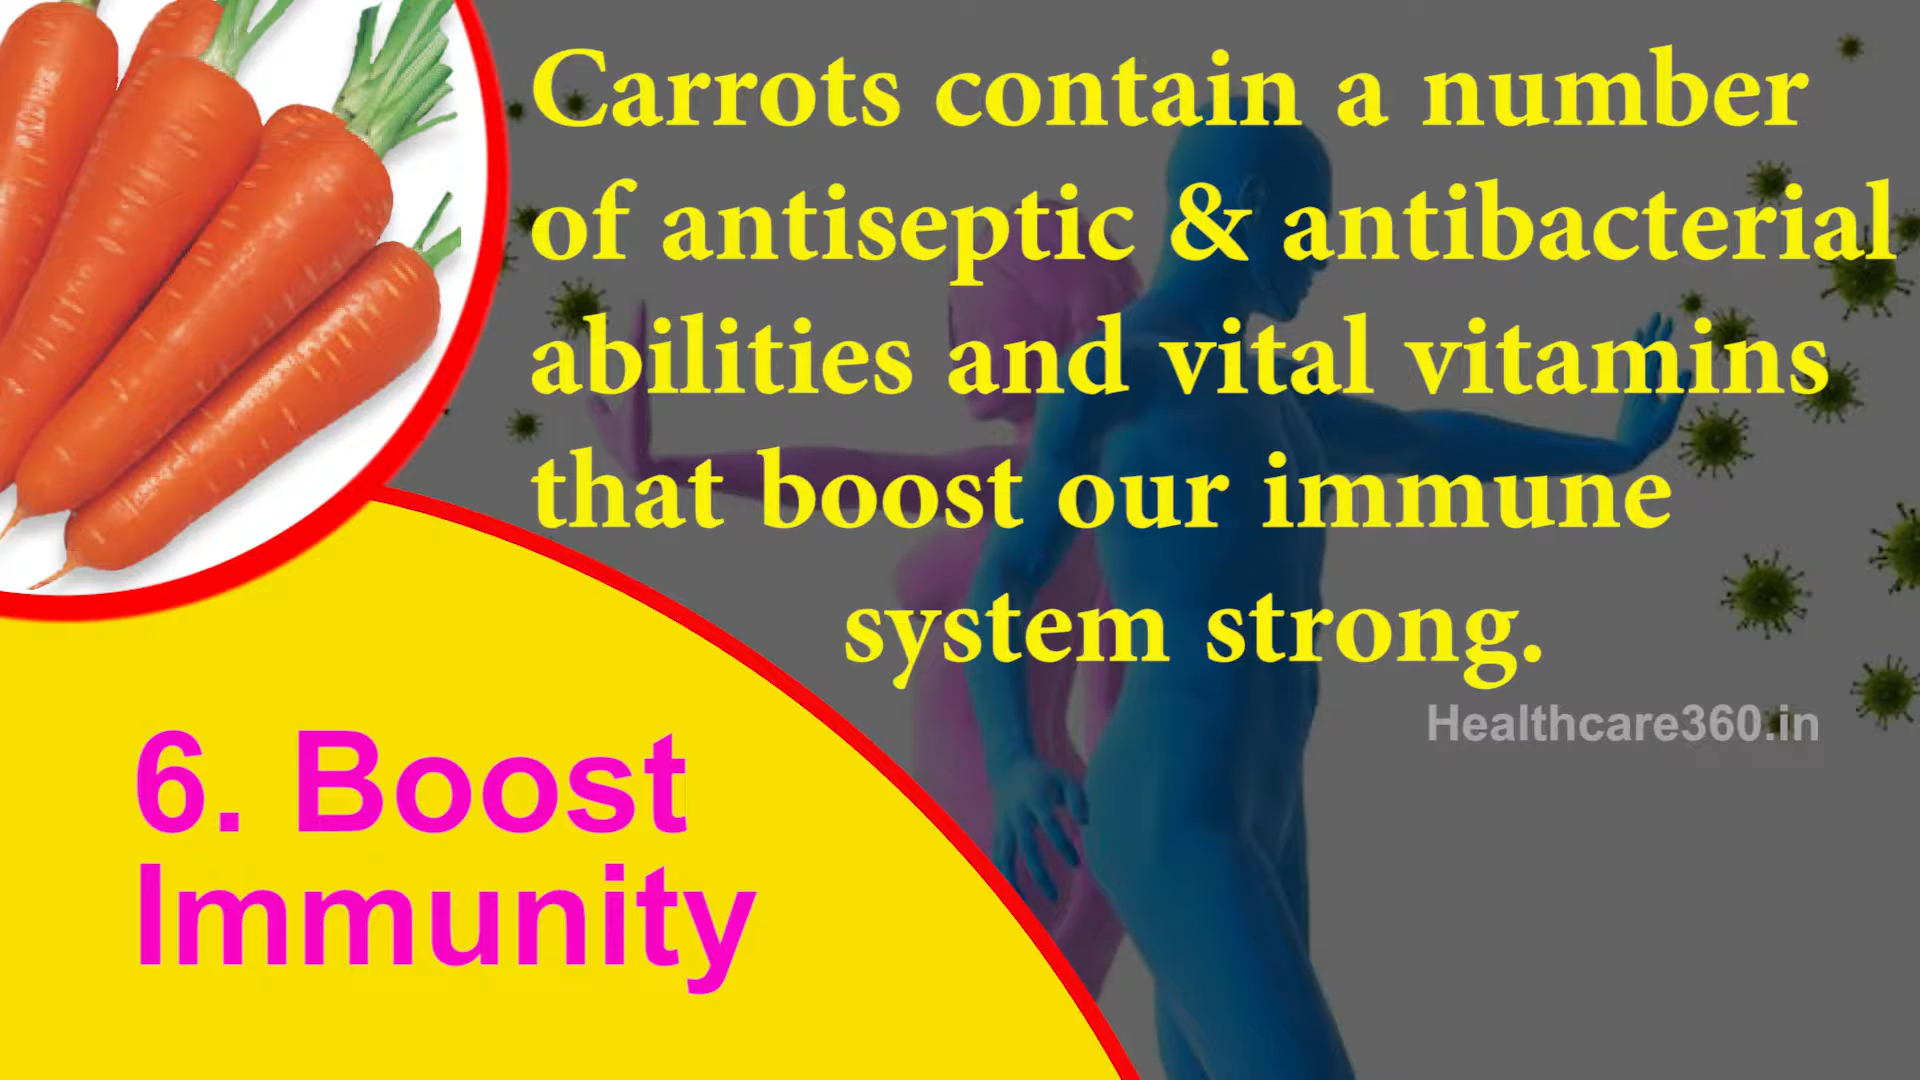 Carrots contain a number
of antiseptic & antibacterial
abilities and vital vitamins
that boost our immune
system strong.
Healthcare360.in
6. Boost
Immunity